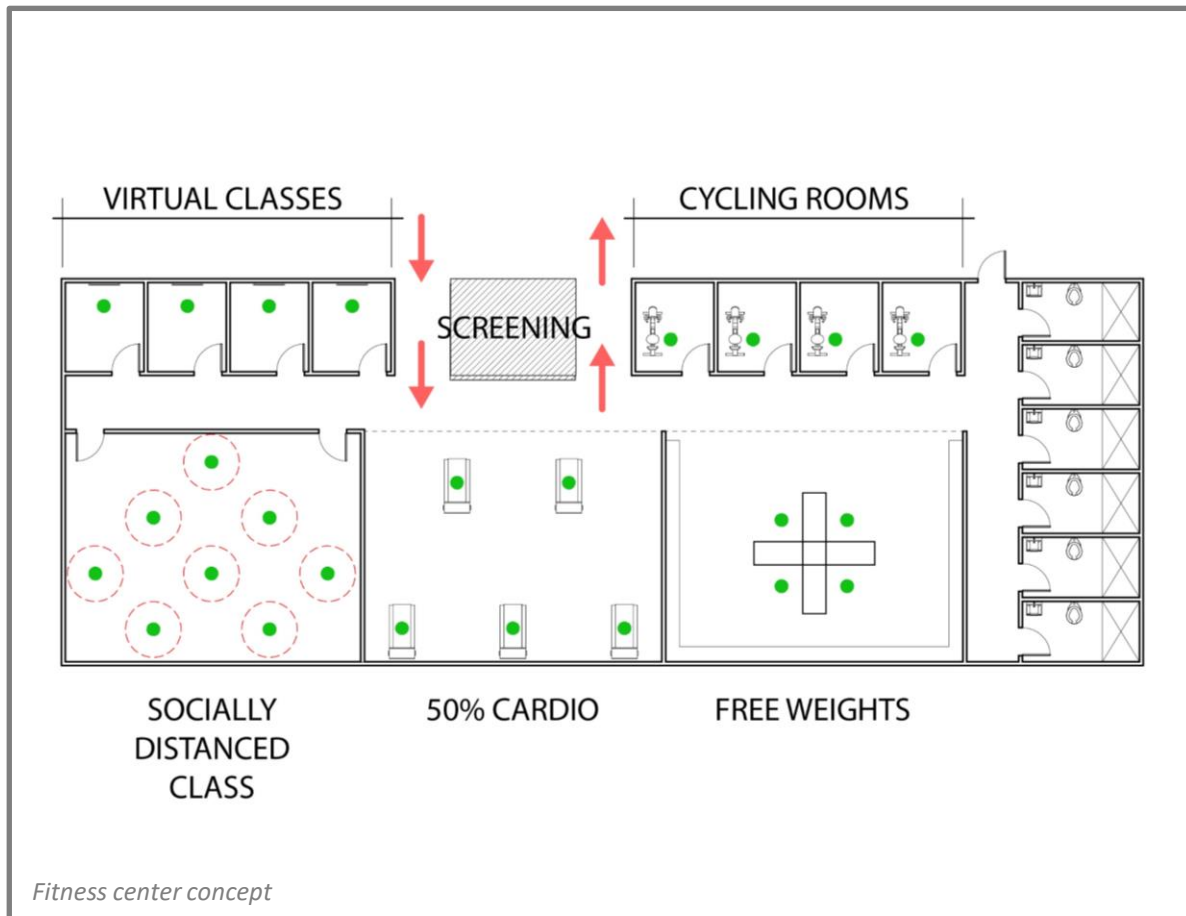 VIRTUAL CLASSES
CYCLING ROOMS
SCREENING
SOCIALLY
DISTANCED
CLASS
50% CARDIO
FREE WEIGHTS
Fitness center concept